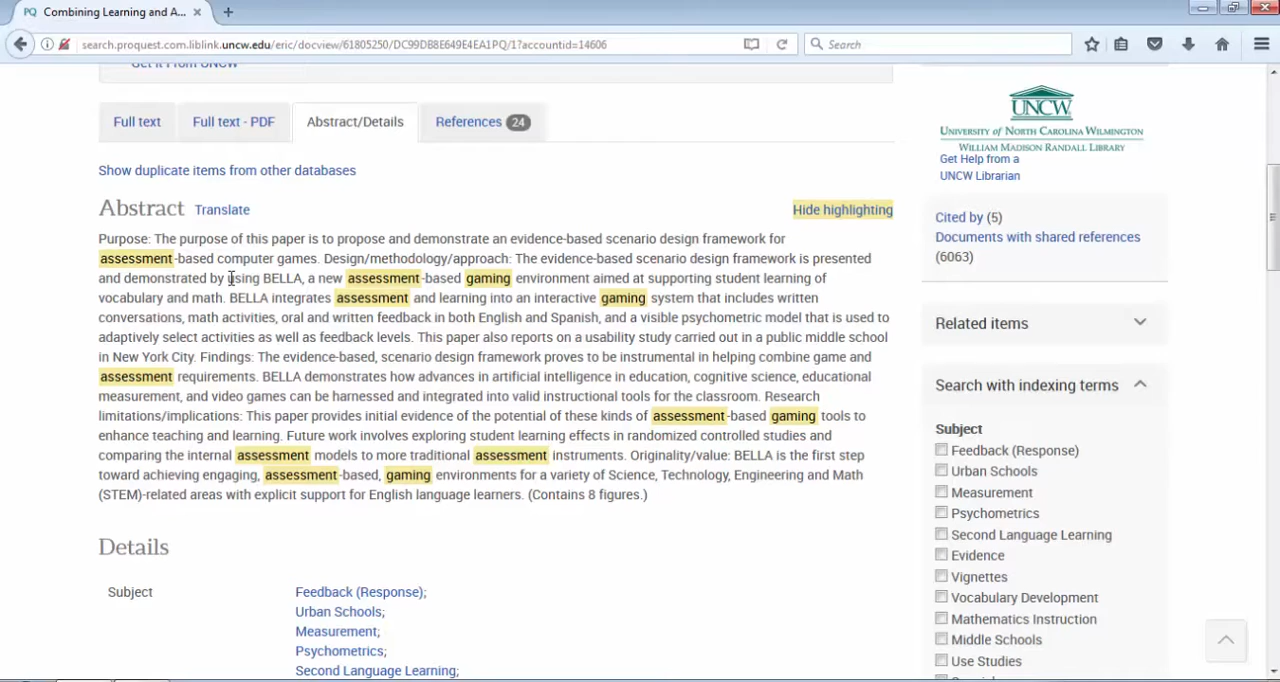 PQ Combining Learning and A...
search.proquest.com.liblink.uncw.edu/eric/docview/61805250/DC99DB8E649E4EA1PQ/1?accountid=14606
Search
Get It From UNCW
Full text
Full text - PDF
Abstract/Details
References 24
Show duplicate items from other databases
Abstract Translate
Hide highlighting
Purpose: The purpose of this paper is to propose and demonstrate an evidence-based scenario design framework for
assessment-based computer games. Design/methodology/approach: The evidence-based scenario design framework is presented
and demonstrated by using BELLA, a new assessment-based gaming environment aimed at supporting student learning of
vocabulary and math. BELLA integrates assessment and learning into an interactive gaming system that includes written
conversations, math activities, oral and written feedback in both English and Spanish, and a visible psychometric model that is used to
adaptively select activities as well as feedback levels. This paper also reports on a usability study carried out in a public middle school
in New York City. Findings: The evidence-based, scenario design framework proves to be instrumental in helping combine game and
assessment requirements. BELLA demonstrates how advances in artificial intelligence in education, cognitive science, educational
measurement, and video games can be harnessed and integrated into valid instructional tools for the classroom. Research
limitations/implications: This paper provides initial evidence of the potential of these kinds of assessment-based gaming tools to
enhance teaching and learning. Future work involves exploring student learning effects in randomized controlled studies and
comparing the internal assessment models to more traditional assessment instruments. Originality/value: BELLA is the first step
toward achieving engaging, assessment-based, gaming environments for a variety of Science, Technology, Engineering and Math
(STEM)-related areas with explicit support for English language learners. (Contains 8 figures.)
Details
Subject
Feedback (Response);
Urban Schools;
Measurement;
Psychometrics;
Second Language Learning;
UNCW
UNIVERSITY OF NORTH CAROLINA WILMINGTON
WILLIAM MADISON RANDALL LIBRARY
Get Help from a
UNCW Librarian
Cited by (5)
Documents with shared references
(6063)
Related items
Search with indexing terms
Subject
Feedback (Response)
Urban Schools
Measurement
Psychometrics
Second Language Learning
Evidence
Vignettes
Vocabulary Development
Mathematics Instruction
Middle Schools
Use Studies